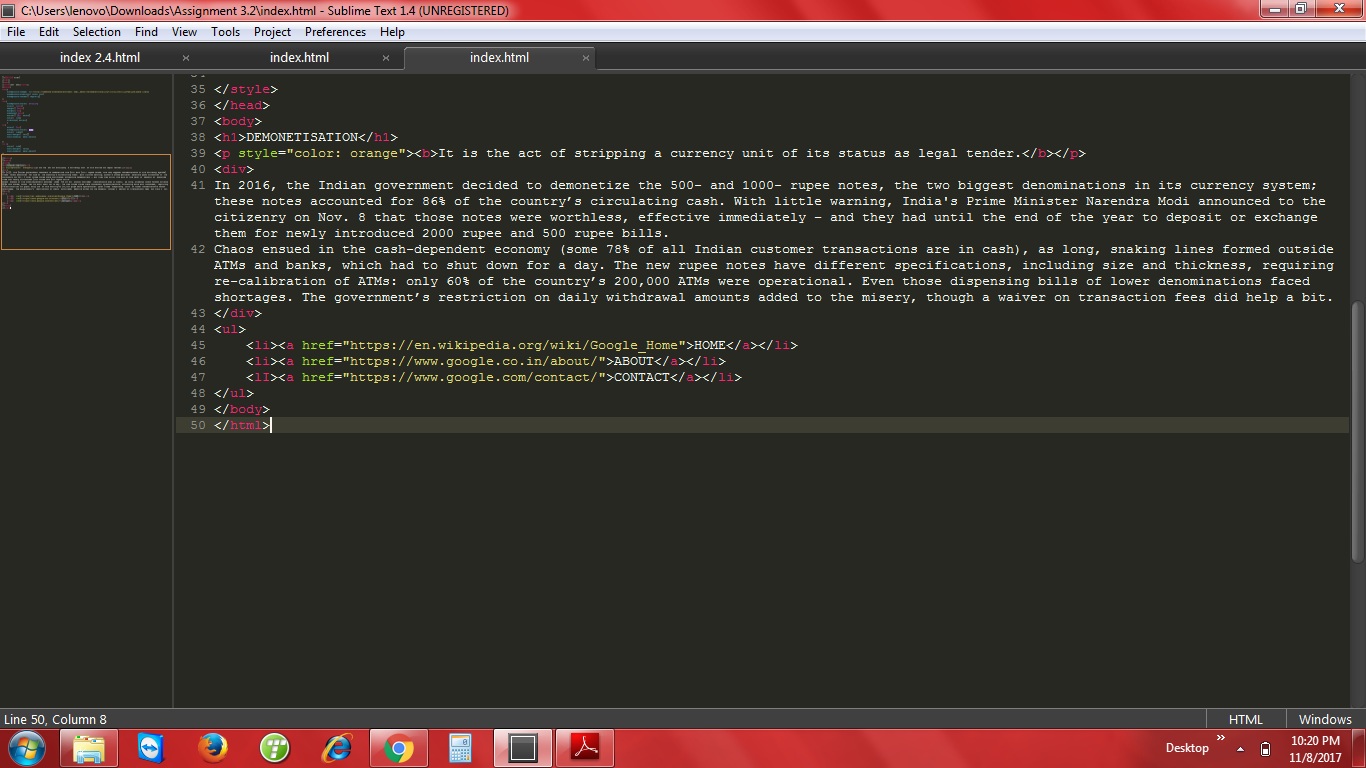 C:\Users\lenovo\Downloads\Assignment 3.2\index.html - Sublime Text 1.4 (UNREGISTERED)
File Edit Selection Find View Tools Project Preferences Help
index 2.4.html index.html index.html
35 </style>
36 </head>
37 <body>
38 <h1>DEMONETISATION</h1>
39 <p style="color: orange"><b>It is the act of stripping a currency unit of its status as legal tender.</b></p>
40 <div>
41 In 2016, the Indian government decided to demonetize the 500- and 1000- rupee notes, the two biggest denominations in its currency system;
these notes accounted for 86% of the country’s circulating cash. With little warning, India's Prime Minister Narendra Modi announced to the
citizenry on Nov. 8 that those notes were worthless, effective immediately – and they had until the end of the year to deposit or exchange
them for newly introduced 2000 rupee and 500 rupee bills.
42 Chaos ensued in the cash-dependent economy (some 78% of all Indian customer transactions are in cash), as long, snaking lines formed outside
ATMs and banks, which had to shut down for a day. The new rupee notes have different specifications, including size and thickness, requiring
re-calibration of ATMs: only 60% of the country’s 200,000 ATMs were operational. Even those dispensing bills of lower denominations faced
shortages. The government’s restriction on daily withdrawal amounts added to the misery, though a waiver on transaction fees did help a bit.
43 </div>
44 <ul>
45 <li><a href="https://en.wikipedia.org/wiki/Google_Home">HOME</a></li>
46 <li><a href="https://www.google.co.in/about/">ABOUT</a></li>
47 <lI><a href="https://www.google.com/contact/">CONTACT</a></li>
48 </ul>
49 </body>
50 </html>
Line 50, Column 8 HTML Windows
Desktop 10:20 PM
11/8/2017